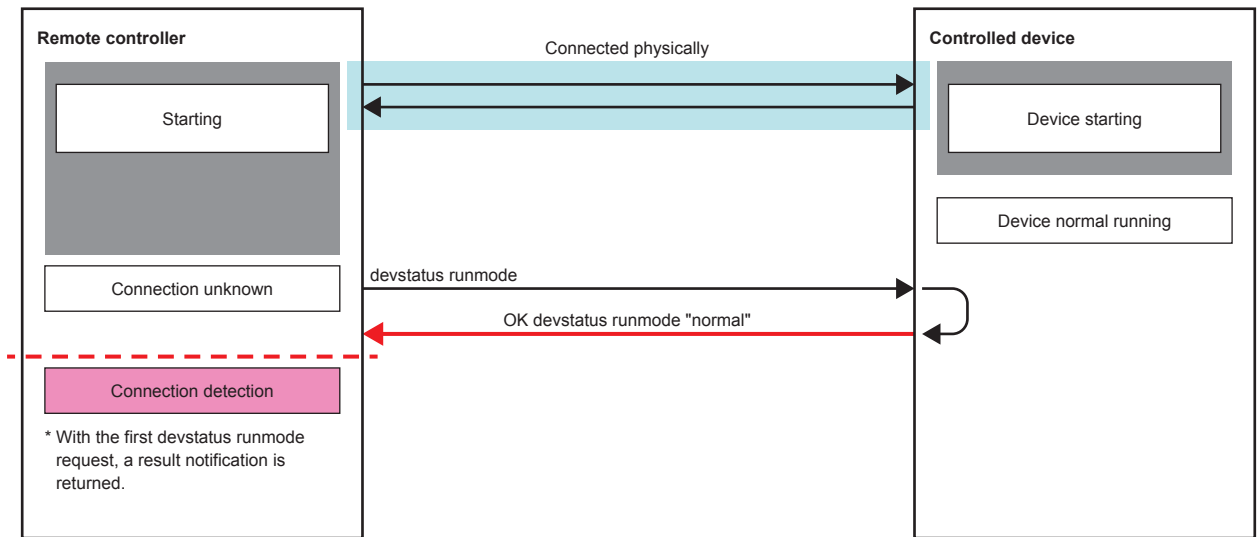 Remote controller
Connected physically
Controlled device
Starting
Device starting
Device normal running
devstatus runmode
Connection unknown
OK devstatus runmode "normal"
Connection detection
* With the first devstatus runmode
request, a result notification is
returned.